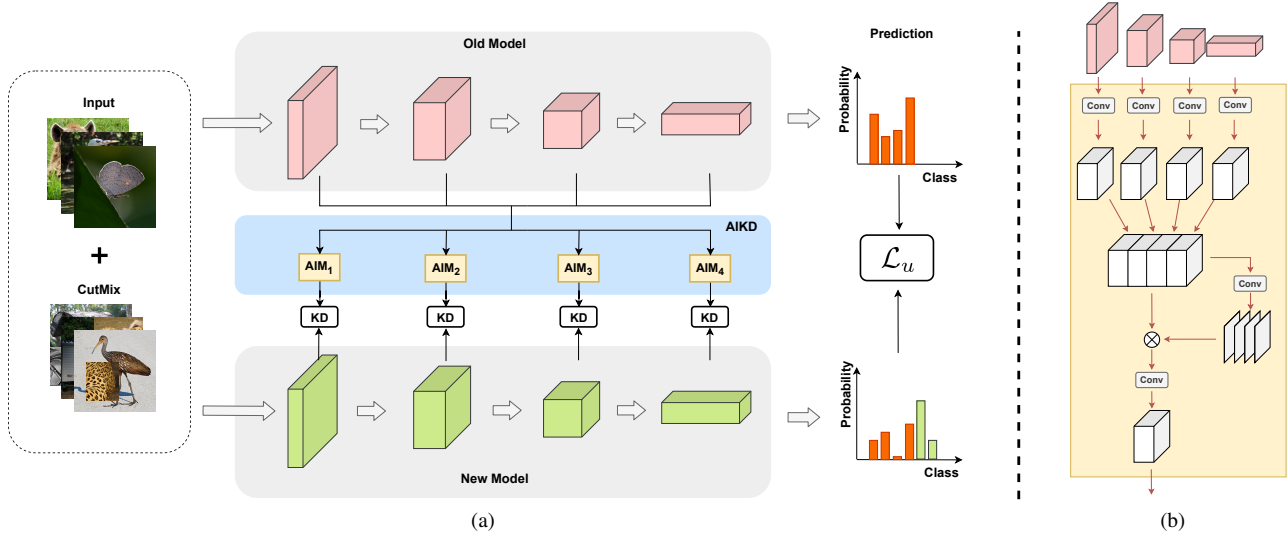 Input
+
CutMix
Old Model
AIKD
AIM1
AIM2
AIM3
AIM4
KD
KD
KD
KD
New Model
Prediction
Probability
Class
ℒu
Probability
Class
(a)
Conv
Conv
Conv
Conv
Conv
⊗
Conv
(b)